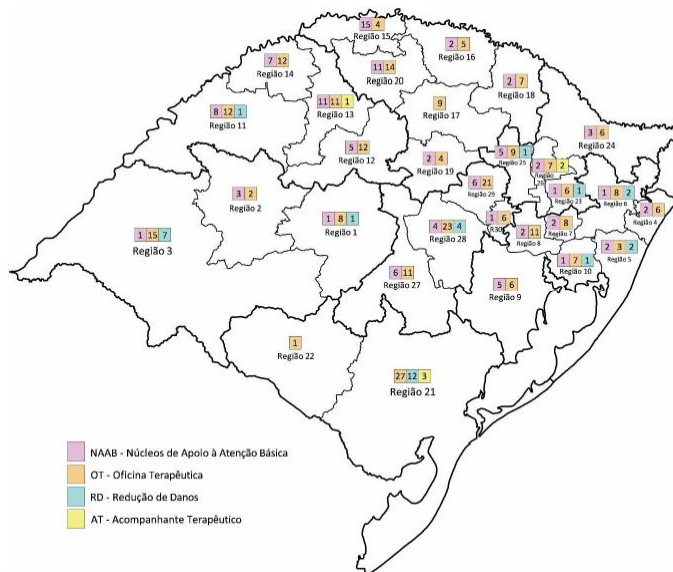 15 4
Região 15
2 5
Região 16
7 12
Região 14
11 14
Região 20
2 7
Região 18
11 11 1
Região 13
9
Região 17
8 12 1
Região 11
3 6
Região 24
5 12
Região 12
5 9 1
Região 25
2 4
Região 19
2 7 2
Região
26
6 21
Região 29
3 2
Região 2
1 6 1
Região 23
1 8 2
Região 6
2 6
Região 4
1 8 1
Região 1
1 6
R30
2 8
Região 7
4 23 4
Região 28
2 11
Região 8
1 15 7
Região 3
2 3 2
Região 5
1 7 1
Região 10
6 11
Região 27
5 6
Região 9
1
Região 22
27 12 3
Região 21
NAAB - Núcleos de Apoio à Atenção Básica
OT - Oficina Terapêutica
RD - Redução de Danos
AT - Acompanhante Terapêutico